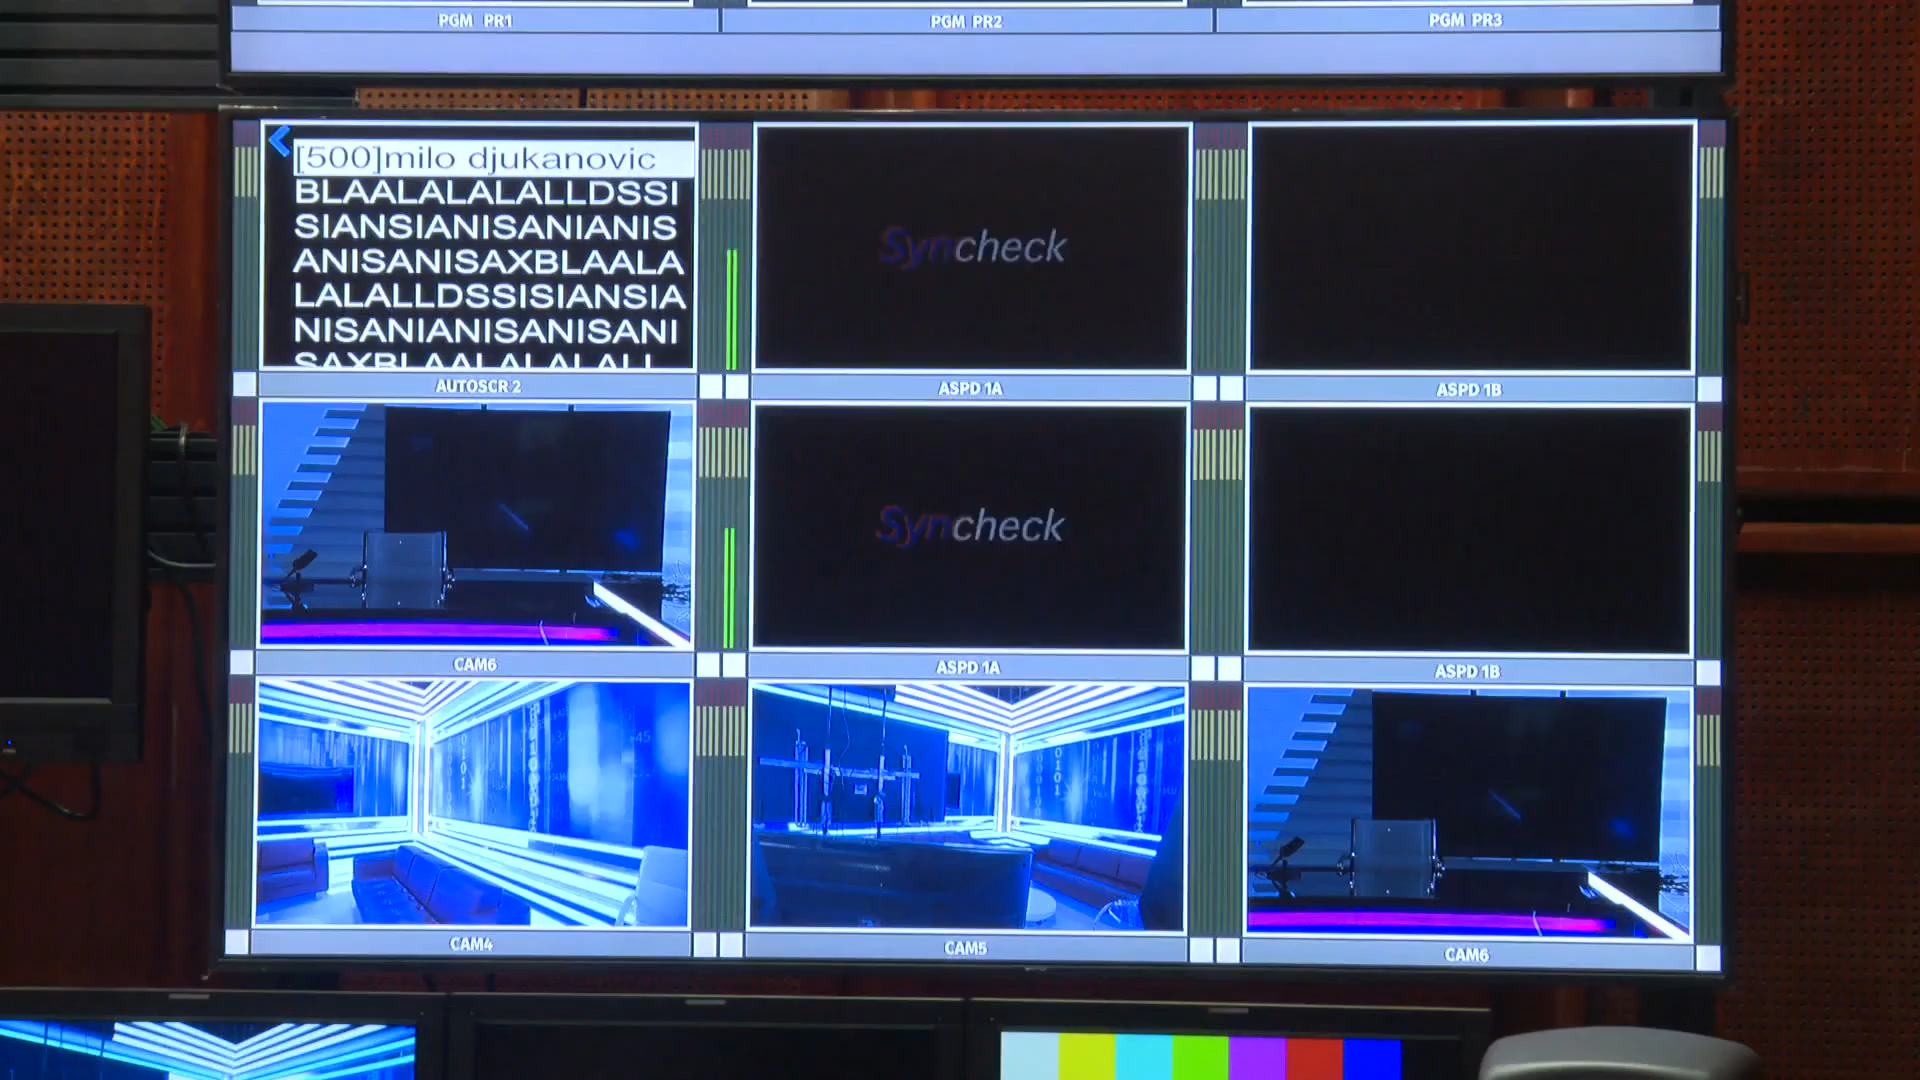 PGM PR1
PGM PR2
PGM PR3
[500]milo djukanovic
BLAALALALALLDSSI
SIANSIANISANIANIS
ANISANISAXBLAALA
LALALLDSSISIANSIA
NISANIANISANISANI
SAXBLAALALALALL
Syncheck
AUTOSCR 2
ASPD 1A
ASPD 1B
Syncheck
CAM6
ASPD 1A
ASPD 1B
CAM4
CAM5
CAM6